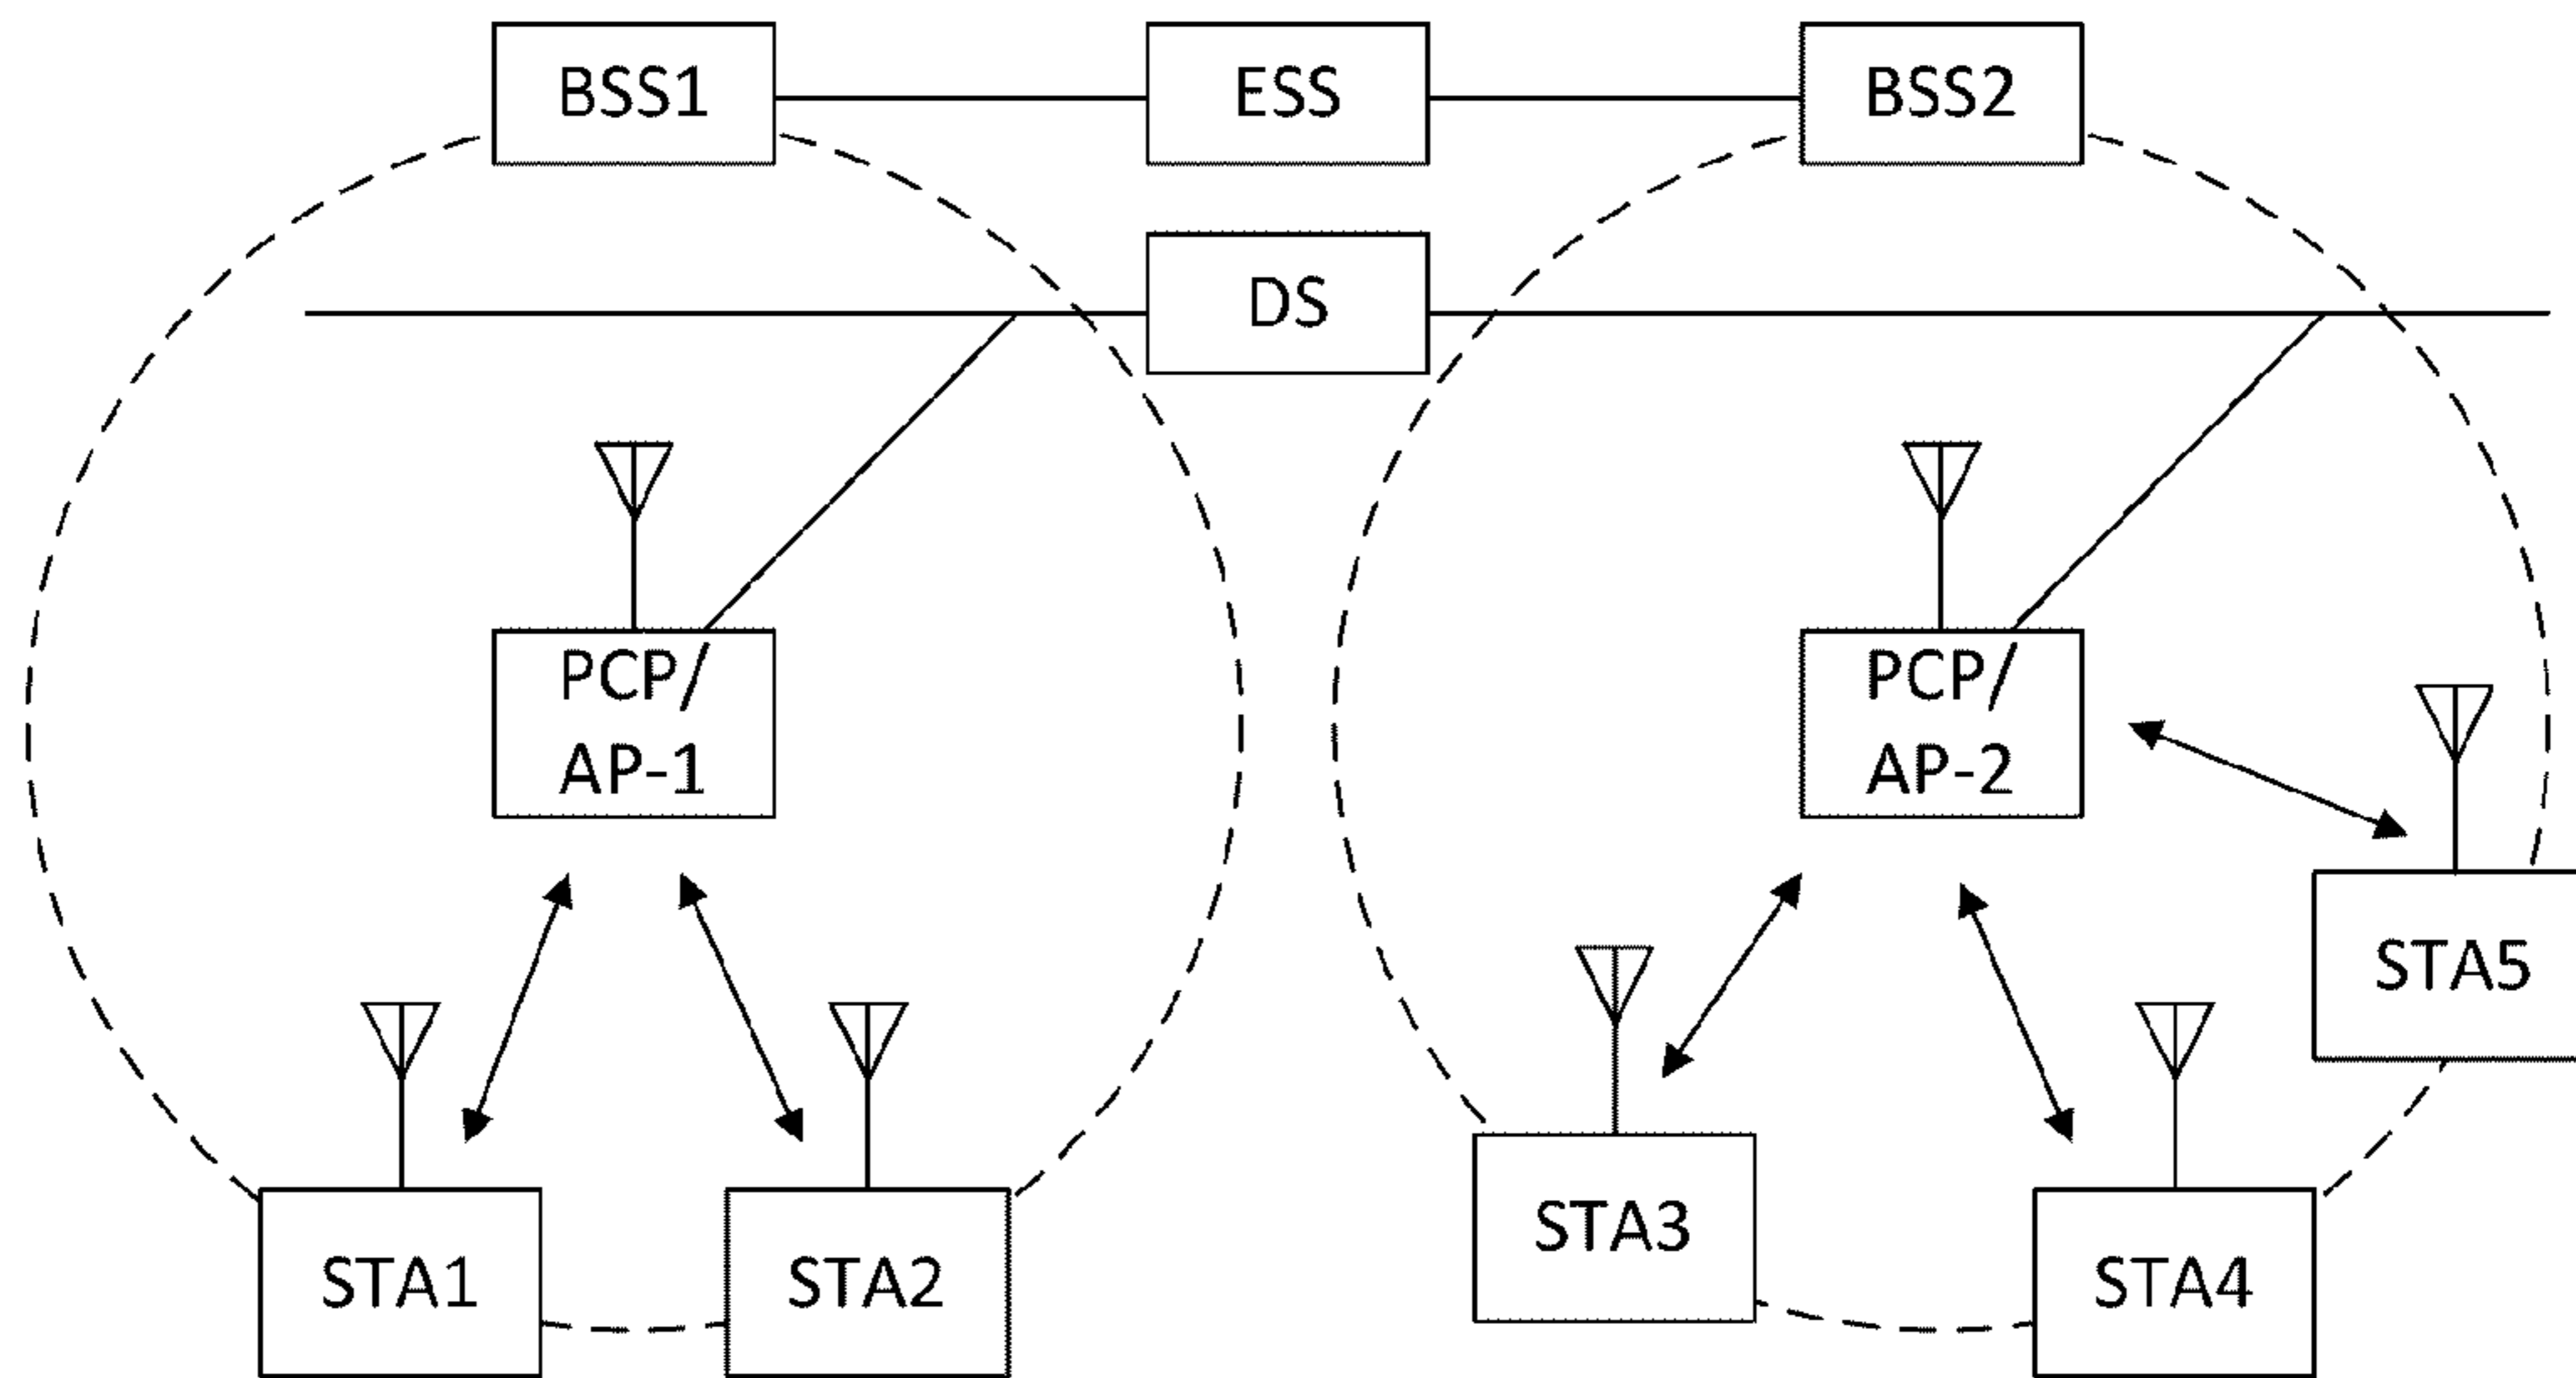 BSS1
ESS
BSS2
DS
PCP/
AP-1
PCP/
AP-2
STA5
STA3
STA1
STA2
STA4